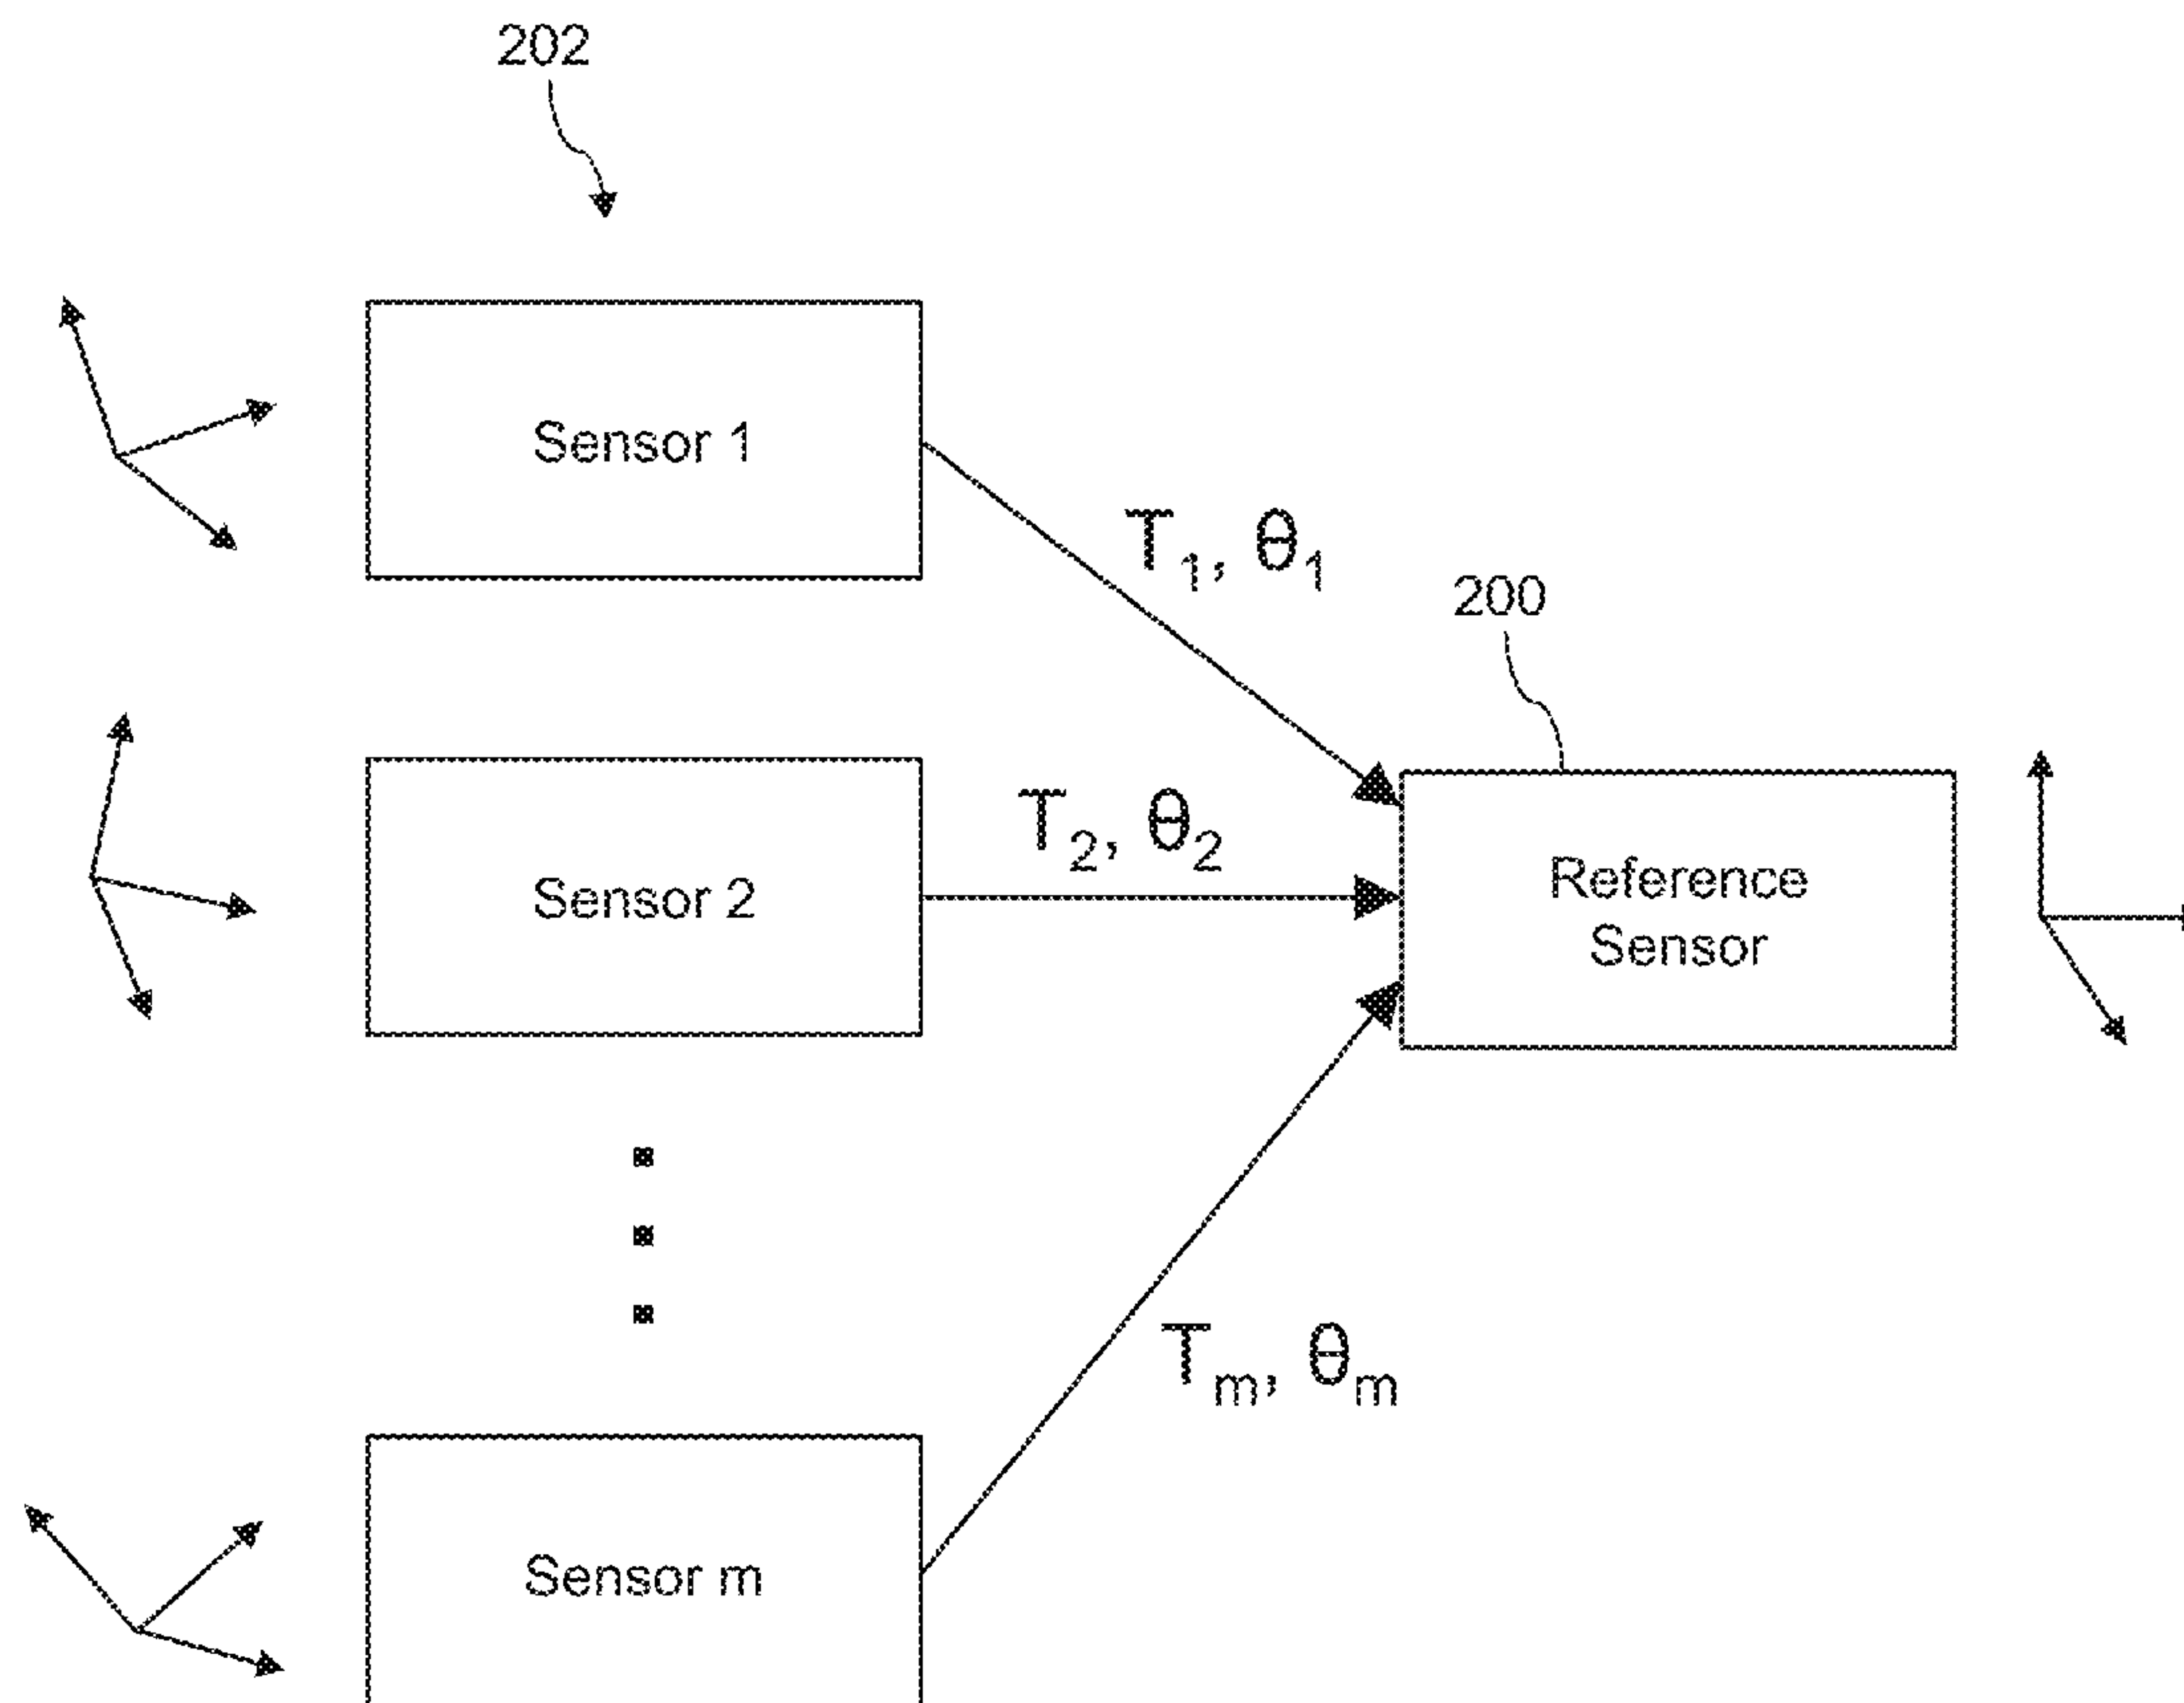 202
Sensor 1
T₁, θ₁
200
Sensor 2
T₂, θ₂
Reference
Sensor
Tₘ, θₘ
Sensor m